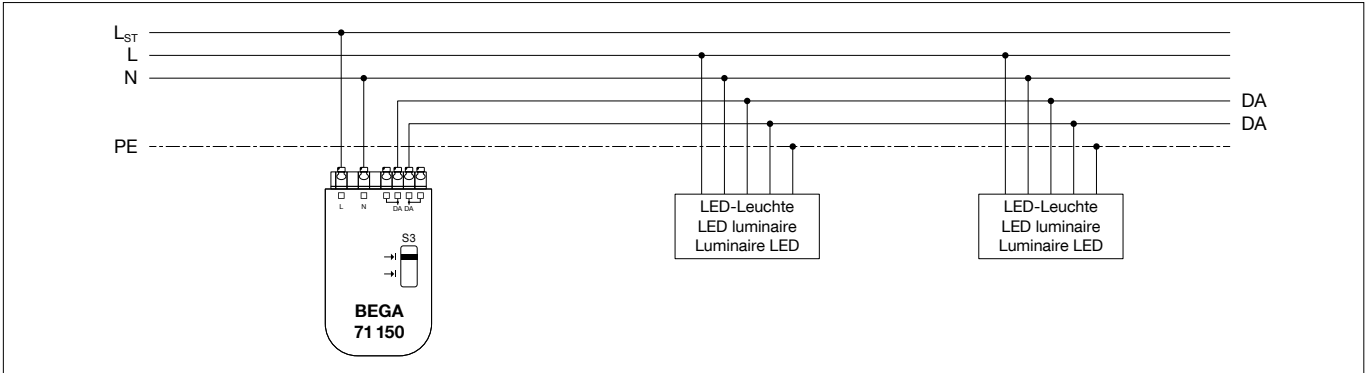 L_ST
L
N
DA
DA
PE
L N DA DA
S3
BEGA
71 150
LED-Leuchte
LED luminaire
Luminaire LED
LED-Leuchte
LED luminaire
Luminaire LED